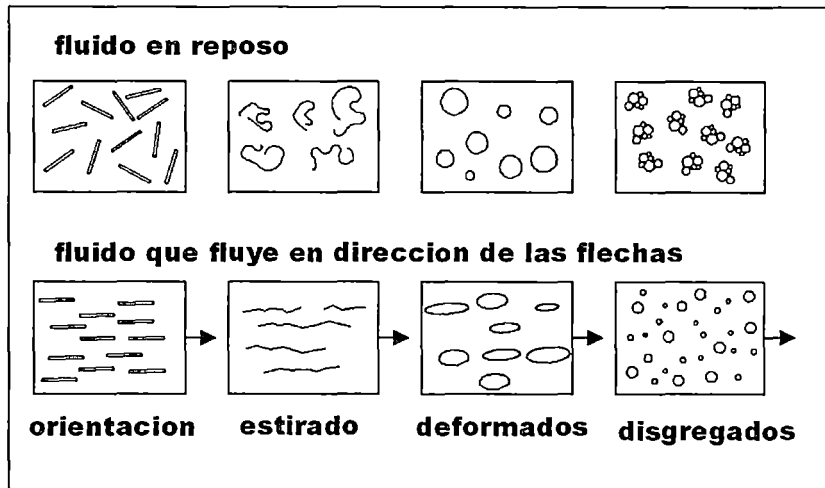 fluido en reposo
fluido que fluye en direccion de las flechas
orientacion estirado deformados disgregados